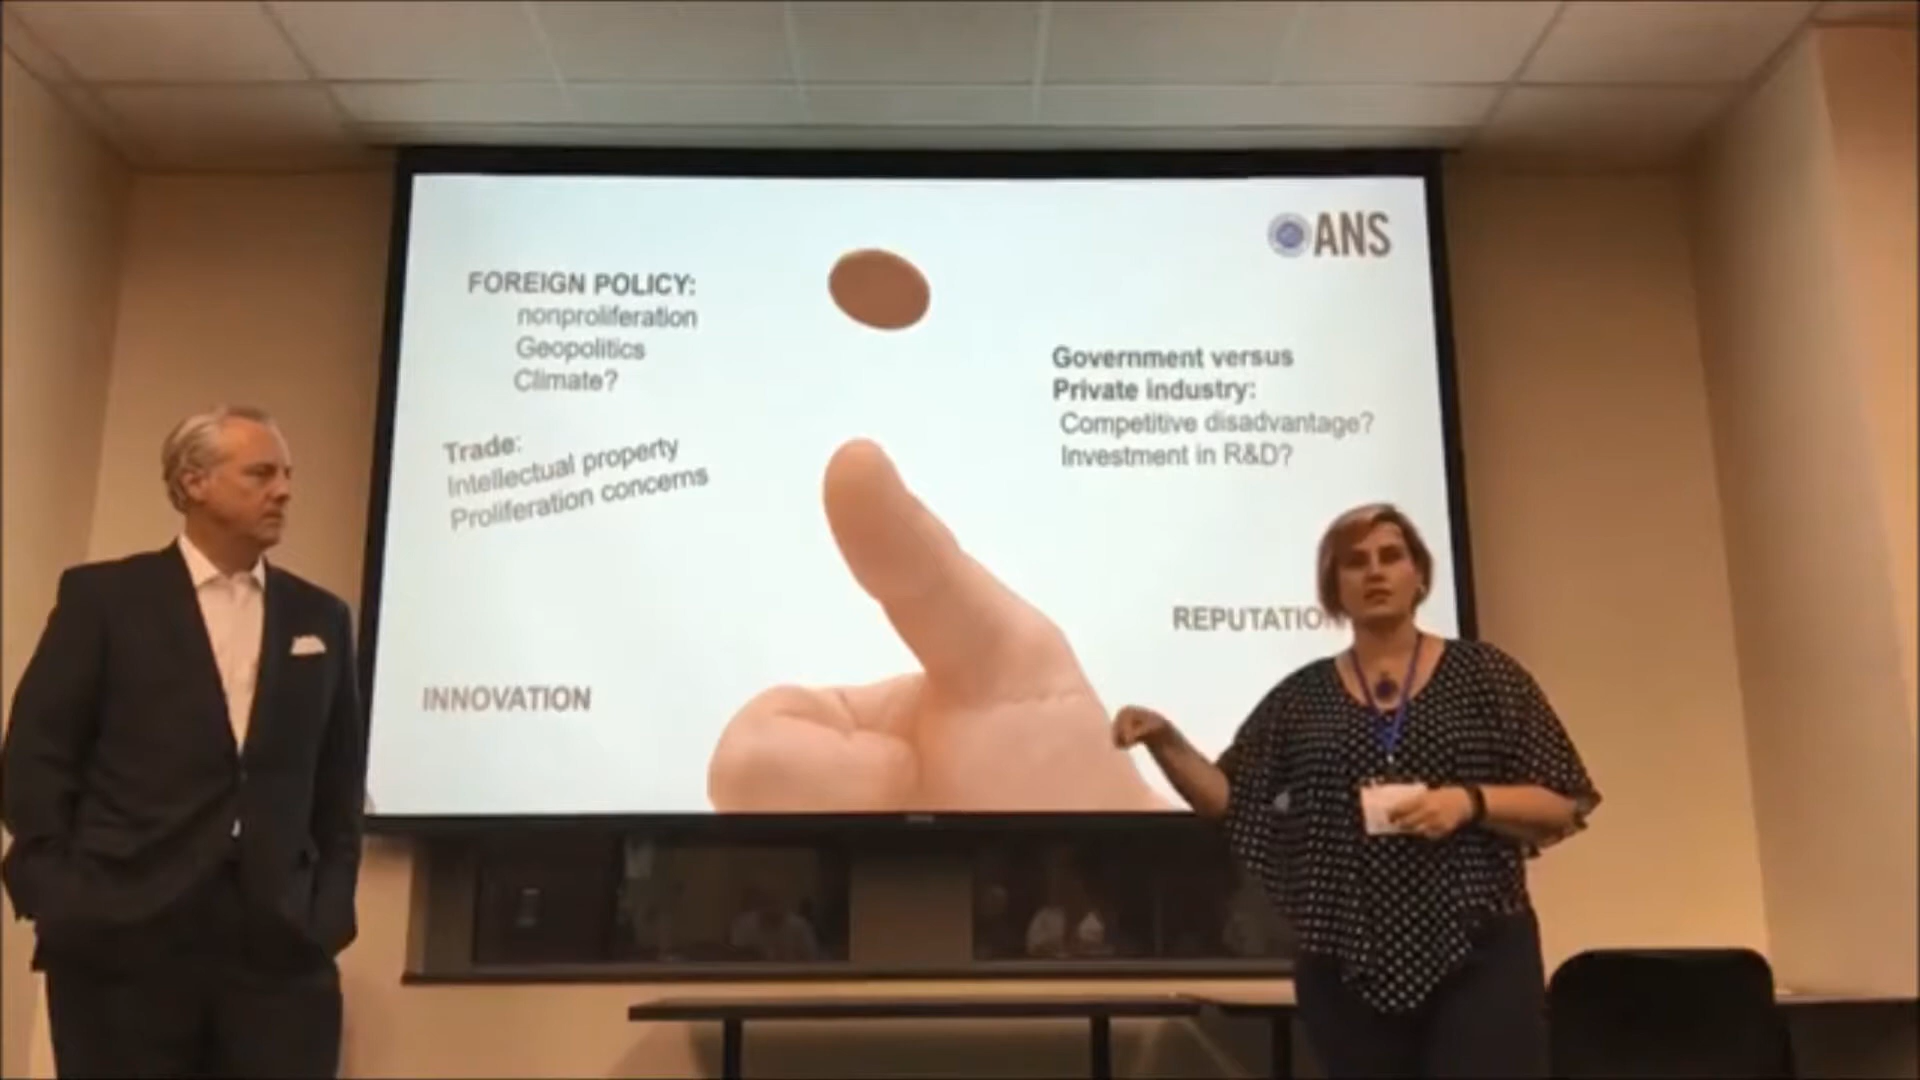 ANS
FOREIGN POLICY:
nonproliferation
Geopolitics
Climate?
Government versus
Private industry:
Competitive disadvantage?
Investment in R&D?
Trade:
Intellectual property
Proliferation concerns
REPUTATION
INNOVATION